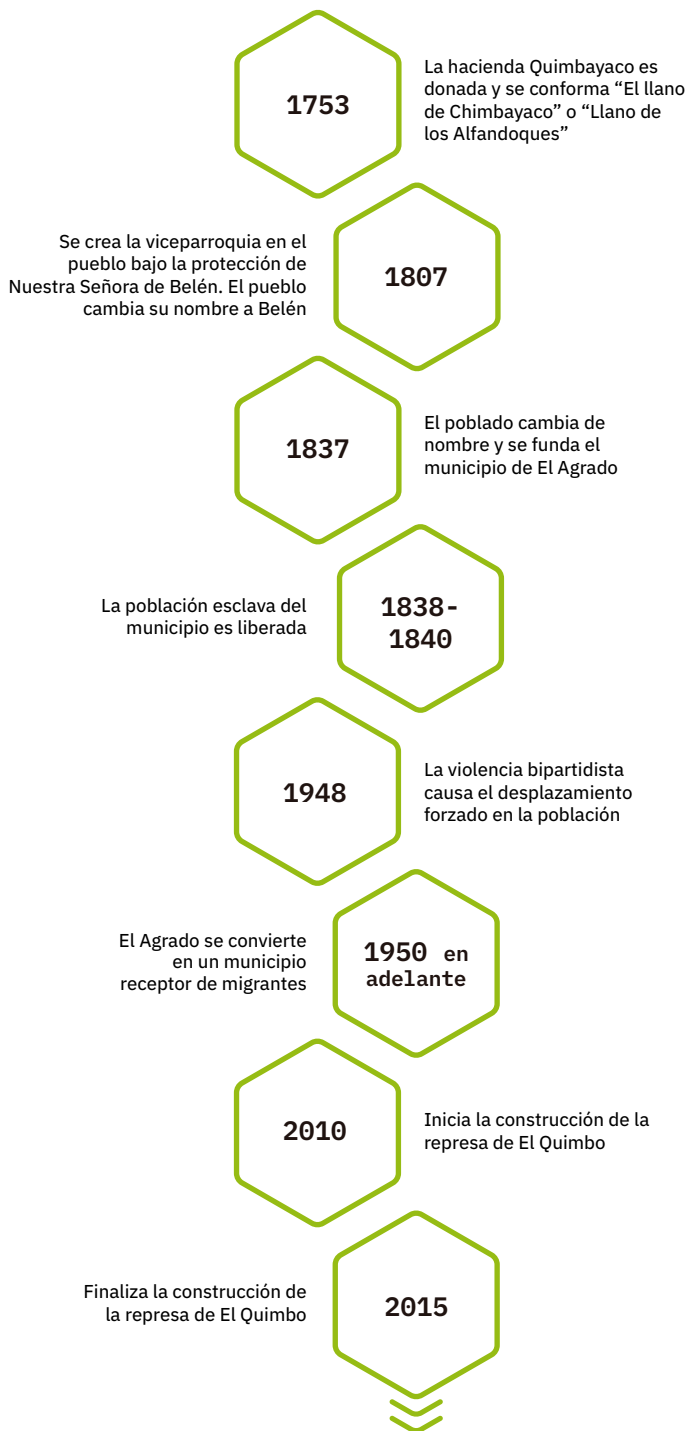 1753
La hacienda Quimbayaco es
donada y se conforma “El llano
de Chimbayaco” o “Llano de
los Alfandoques”
Se crea la viceparroquia en el
pueblo bajo la protección de
Nuestra Señora de Belén. El pueblo
cambia su nombre a Belén
1807
1837
El poblado cambia de
nombre y se funda el
municipio de El Agrado
La población esclava del
municipio es liberada
1838-
1840
1948
La violencia bipartidista
causa el desplazamiento
forzado en la población
El Agrado se convierte
en un municipio
receptor de migrantes
1950 en
adelante
2010
Inicia la construcción de la
represa de El Quimbo
Finaliza la construcción de
la represa de El Quimbo
2015